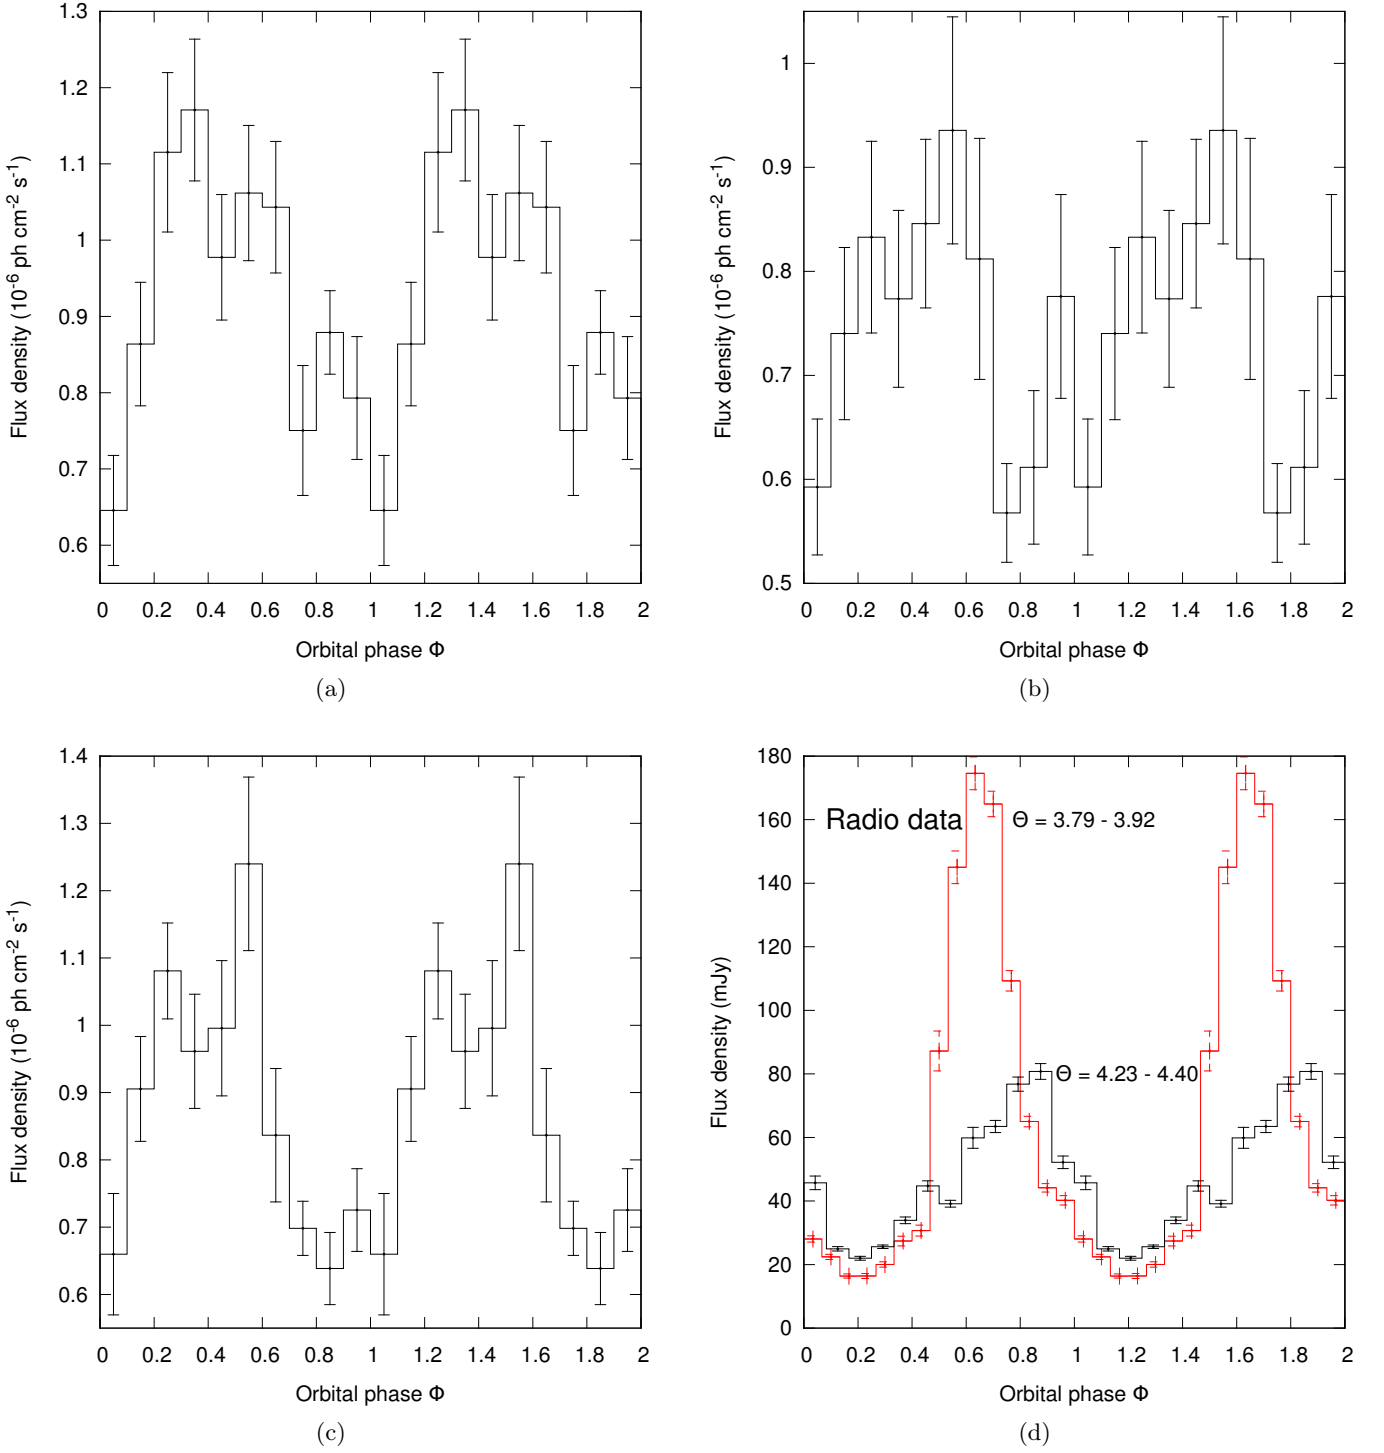 1.3
1.2
1.1
1
0.9
0.8
0.7
0.6
Flux density (10-6 ph cm-2 s-1)
0 0.2 0.4 0.6 0.8 1 1.2 1.4 1.6 1.8 2
Orbital phase Φ
(a)
1
0.9
0.8
0.7
0.6
0.5
Flux density (10-6 ph cm-2 s-1)
0 0.2 0.4 0.6 0.8 1 1.2 1.4 1.6 1.8 2
Orbital phase Φ
(b)
1.4
1.3
1.2
1.1
1
0.9
0.8
0.7
0.6
Flux density (10-6 ph cm-2 s-1)
0 0.2 0.4 0.6 0.8 1 1.2 1.4 1.6 1.8 2
Orbital phase Φ
(c)
180
160
140
120
100
80
60
40
20
0
Flux density (mJy)
Radio data
Θ = 3.79 - 3.92
Θ = 4.23 - 4.40
0 0.2 0.4 0.6 0.8 1 1.2 1.4 1.6 1.8 2
Orbital phase Φ
(d)